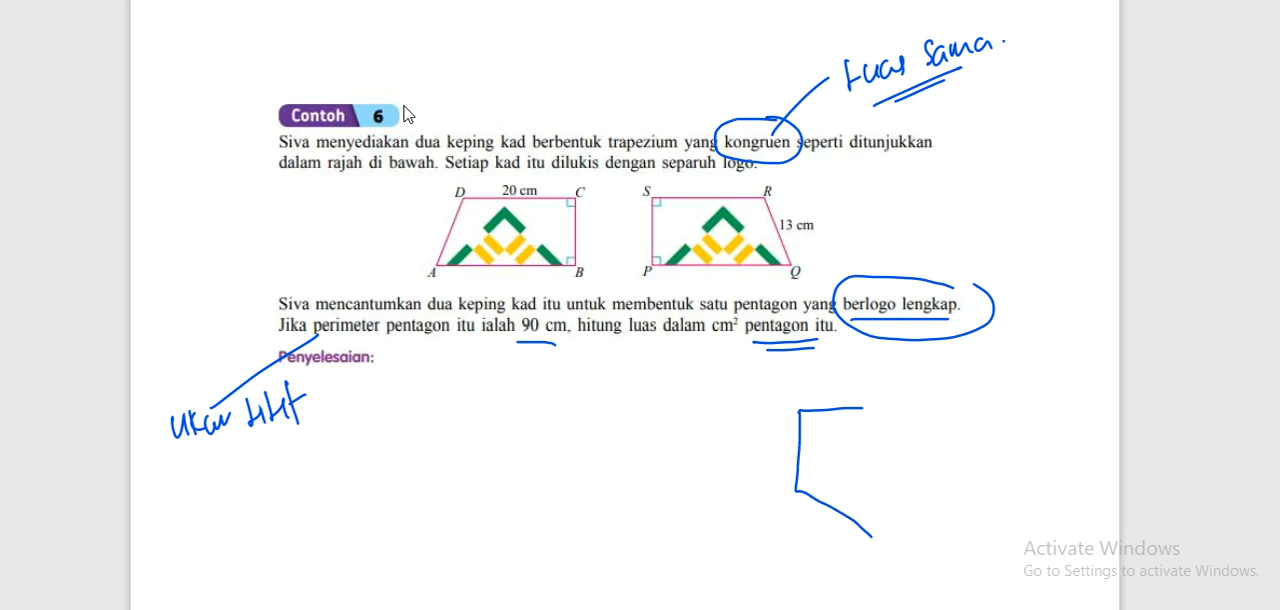 Luas Sama.
Contoh 6
Siva menyediakan dua keping kad berbentuk trapezium yang kongruen seperti ditunjukkan
dalam rajah di bawah. Setiap kad itu dilukis dengan separuh logo.
D 20 cm C S R
13 cm
A B P Q
Siva mencantumkan dua keping kad itu untuk membentuk satu pentagon yang berlogo lengkap.
Jika perimeter pentagon itu ialah 90 cm, hitung luas dalam cm² pentagon itu.
Penyelesaian:
Activate Windows
Go to Settings to activate Windows.